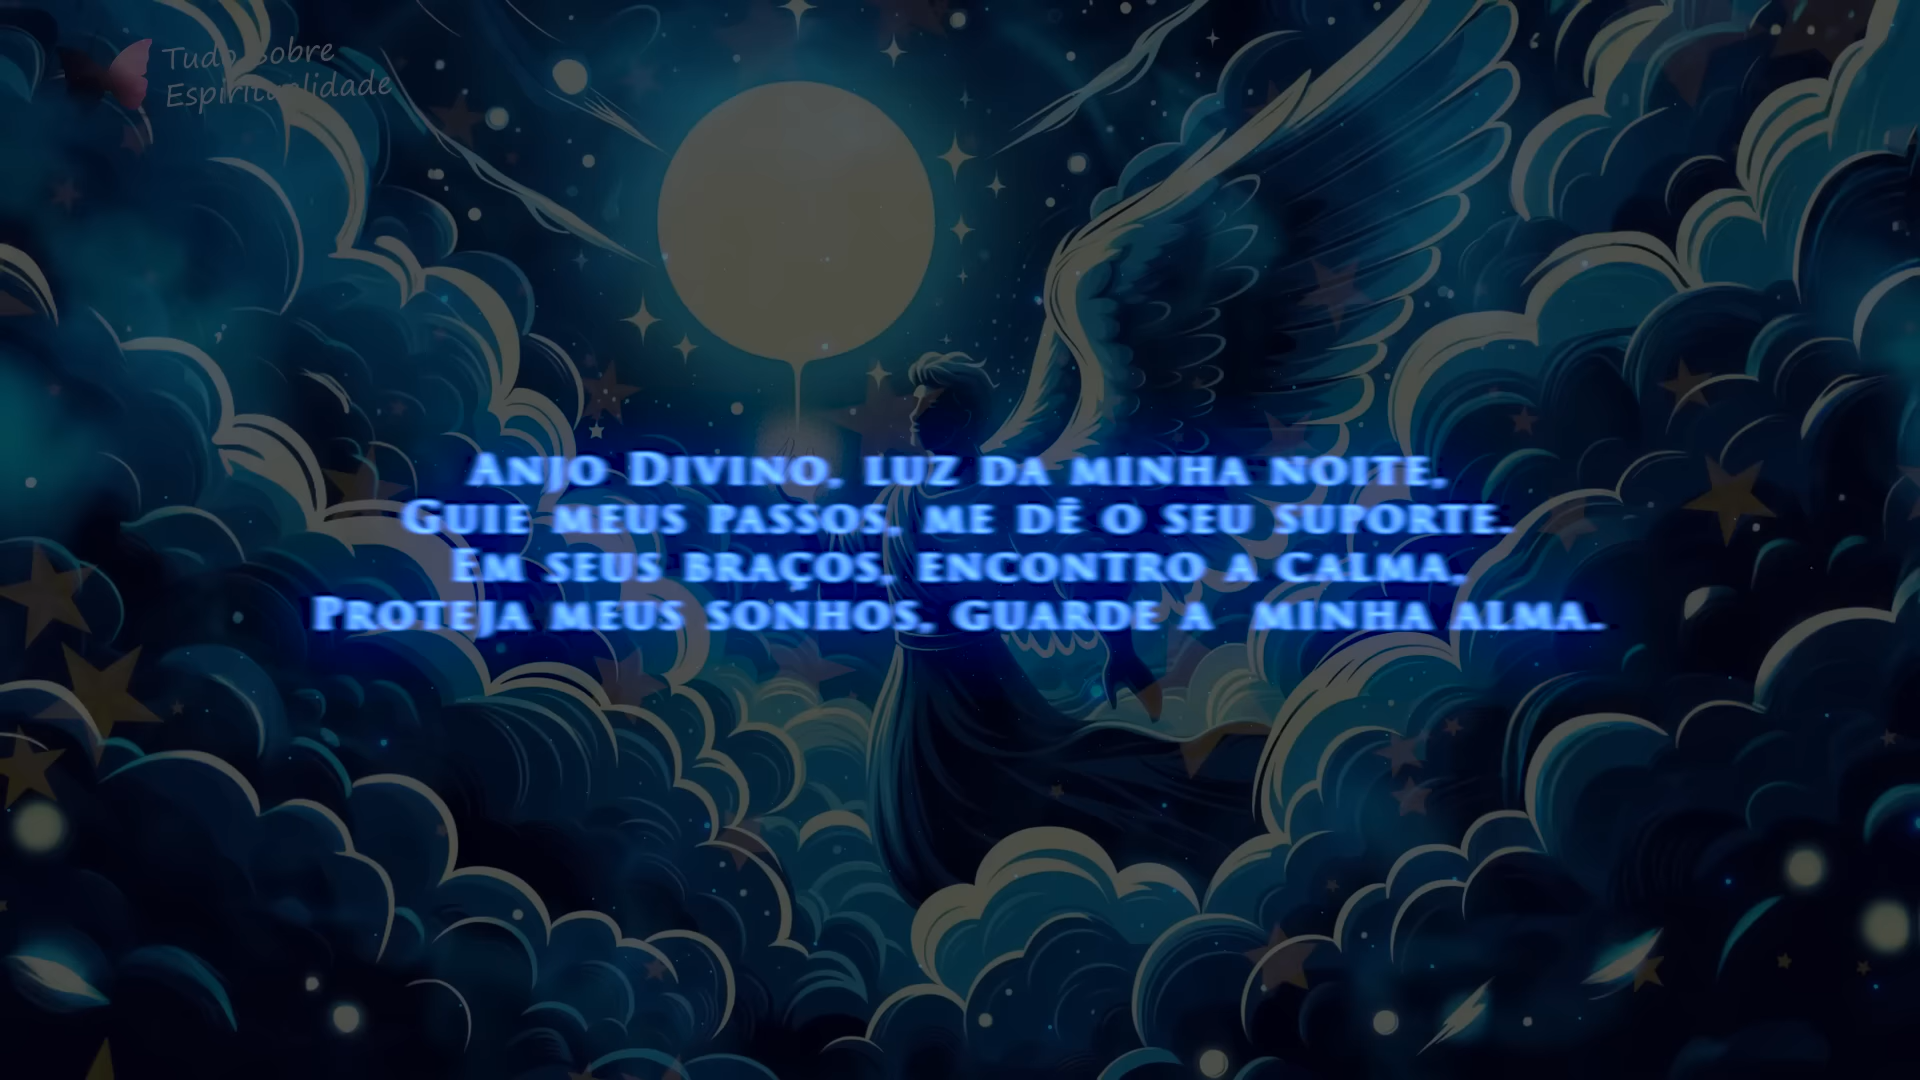 Tudo Sobre
Espiritualidade
Anjo Divino, luz da minha noite,
Guie meus passos, me dê o seu suporte.
Em seus braços, encontro a calma,
Proteja meus sonhos, guarde a minha alma.